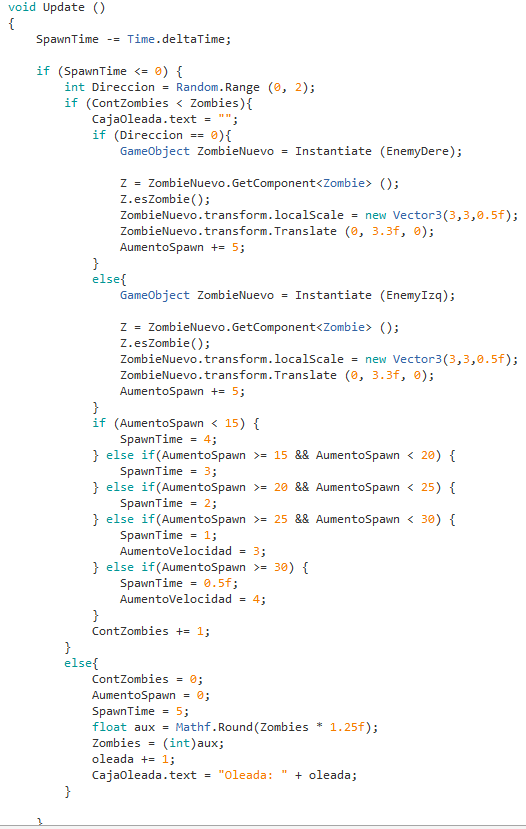 void Update ()
{
    SpawnTime -= Time.deltaTime;
    if (SpawnTime <= 0) {
        int Direccion = Random.Range (0, 2);
        if (ContZombies < Zombies){
            CajaOleada.text = "";
            if (Direccion == 0){
                GameObject ZombieNuevo = Instantiate (EnemyDere);
                Z = ZombieNuevo.GetComponent<Zombie> ();
                Z.esZombie();
                ZombieNuevo.transform.localScale = new Vector3(3,3,0.5f);
                ZombieNuevo.transform.Translate (0, 3.3f, 0);
                AumentoSpawn += 5;
            }
            else{
                GameObject ZombieNuevo = Instantiate (EnemyIzq);
                Z = ZombieNuevo.GetComponent<Zombie> ();
                Z.esZombie();
                ZombieNuevo.transform.localScale = new Vector3(3,3,0.5f);
                ZombieNuevo.transform.Translate (0, 3.3f, 0);
                AumentoSpawn += 5;
            }
            if (AumentoSpawn < 15) {
                SpawnTime = 4;
            } else if(AumentoSpawn >= 15 && AumentoSpawn < 20) {
                SpawnTime = 3;
            } else if(AumentoSpawn >= 20 && AumentoSpawn < 25) {
                SpawnTime = 2;
            } else if(AumentoSpawn >= 25 && AumentoSpawn < 30) {
                SpawnTime = 1;
                AumentoVelocidad = 3;
            } else if(AumentoSpawn >= 30) {
                SpawnTime = 0.5f;
                AumentoVelocidad = 4;
            }
            ContZombies += 1;
        }
        else{
            ContZombies = 0;
            AumentoSpawn = 0;
            SpawnTime = 5;
            float aux = Mathf.Round(Zombies * 1.25f);
            Zombies = (int)aux;
            oleada += 1;
            CajaOleada.text = "Oleada: " + oleada;
        }
    }